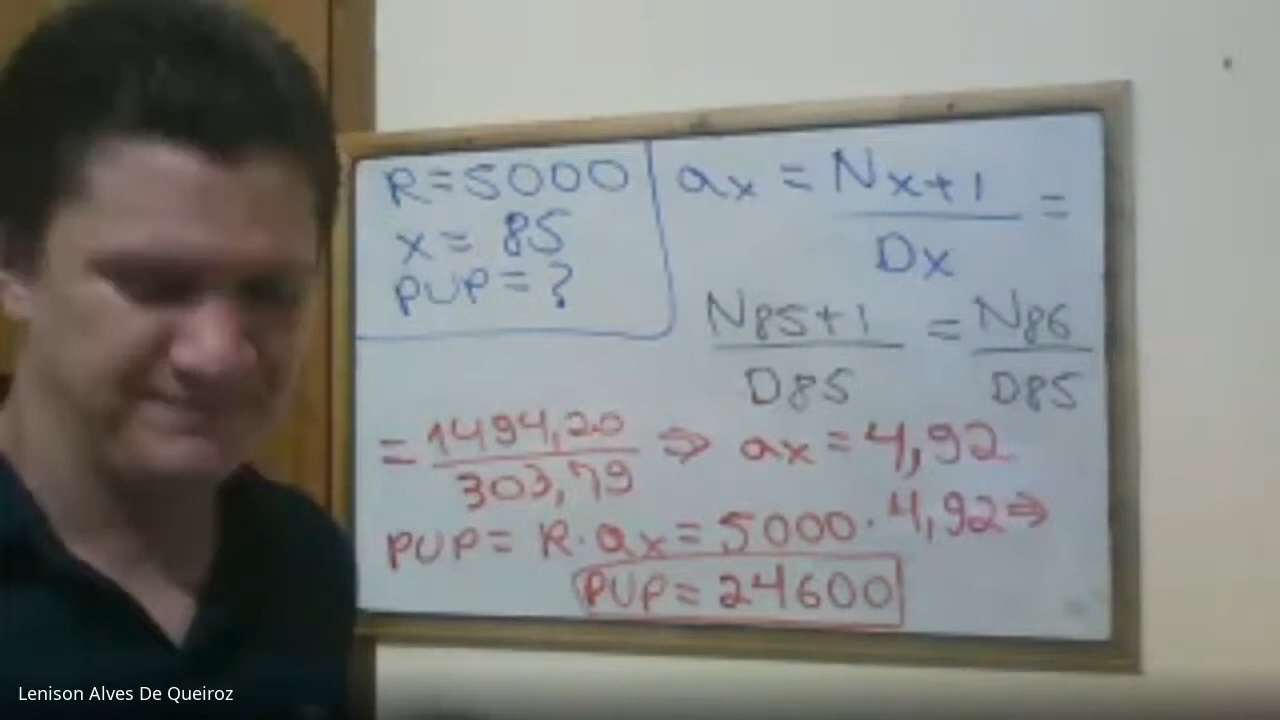 R=5000
x= 85
PUP=?
ax = Nx+1 =
Dx
N85+1 = N86
D85 D85
= 1494,20 ⇒ ax = 4,92
303,79
PUP= R.ax= 5000.4,92⇒
PUP= 24600
Lenison Alves De Queiroz